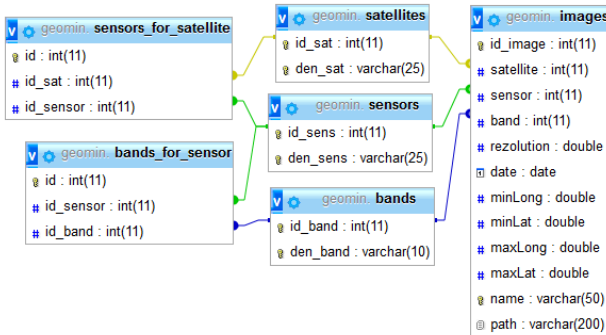 v geomin. sensors_for_satellite
id : int(11)
# id_sat : int(11)
# id_sensor : int(11)
v geomin. bands_for_sensor
id : int(11)
# id_sensor : int(11)
# id_band : int(11)
v geomin. satellites
id_sat : int(11)
den_sat : varchar(25)
v geomin. sensors
id_sens : int(11)
den_sens : varchar(25)
v geomin. bands
id_band : int(11)
den_band : varchar(10)
v geomin. images
id_image : int(11)
# satellite : int(11)
# sensor : int(11)
# band : int(11)
# rezolution : double
date : date
# minLong : double
# minLat : double
# maxLong : double
# maxLat : double
name : varchar(50)
path : varchar(200)